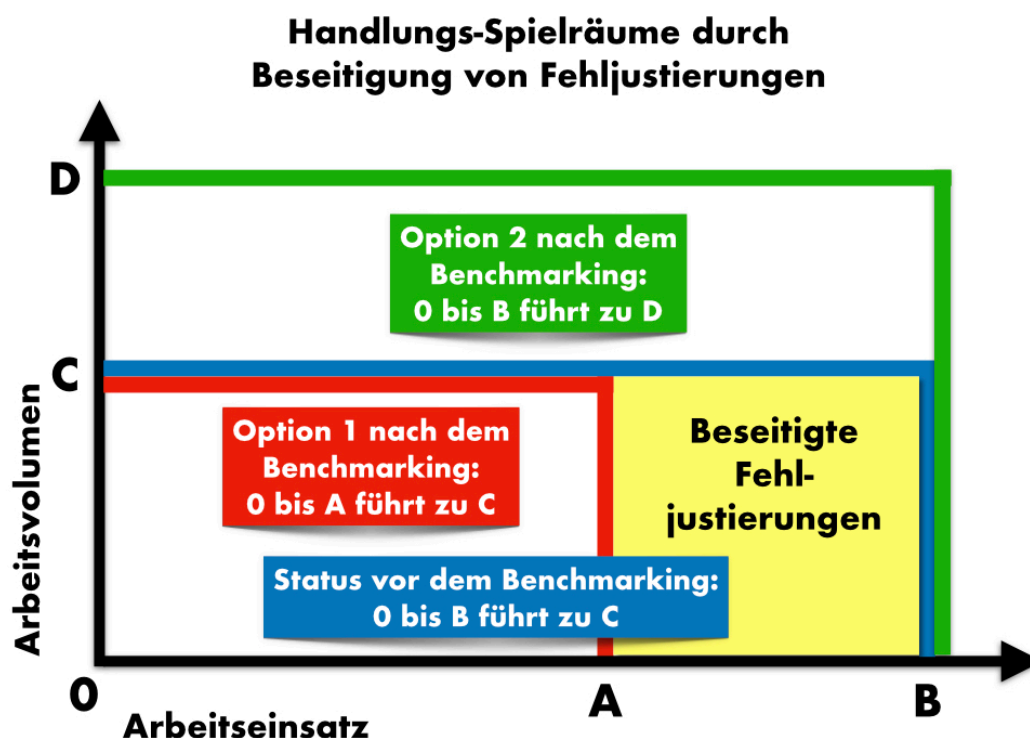 Handlungs-Spielräume durch
Beseitigung von Fehljustierungen
D
Option 2 nach dem
Benchmarking:
0 bis B führt zu D
C
Arbeitsvolumen
Option 1 nach dem
Benchmarking:
0 bis A führt zu C
Beseitigte
Fehl-
justierungen
Status vor dem Benchmarking:
0 bis B führt zu C
0
A
B
Arbeitseinsatz